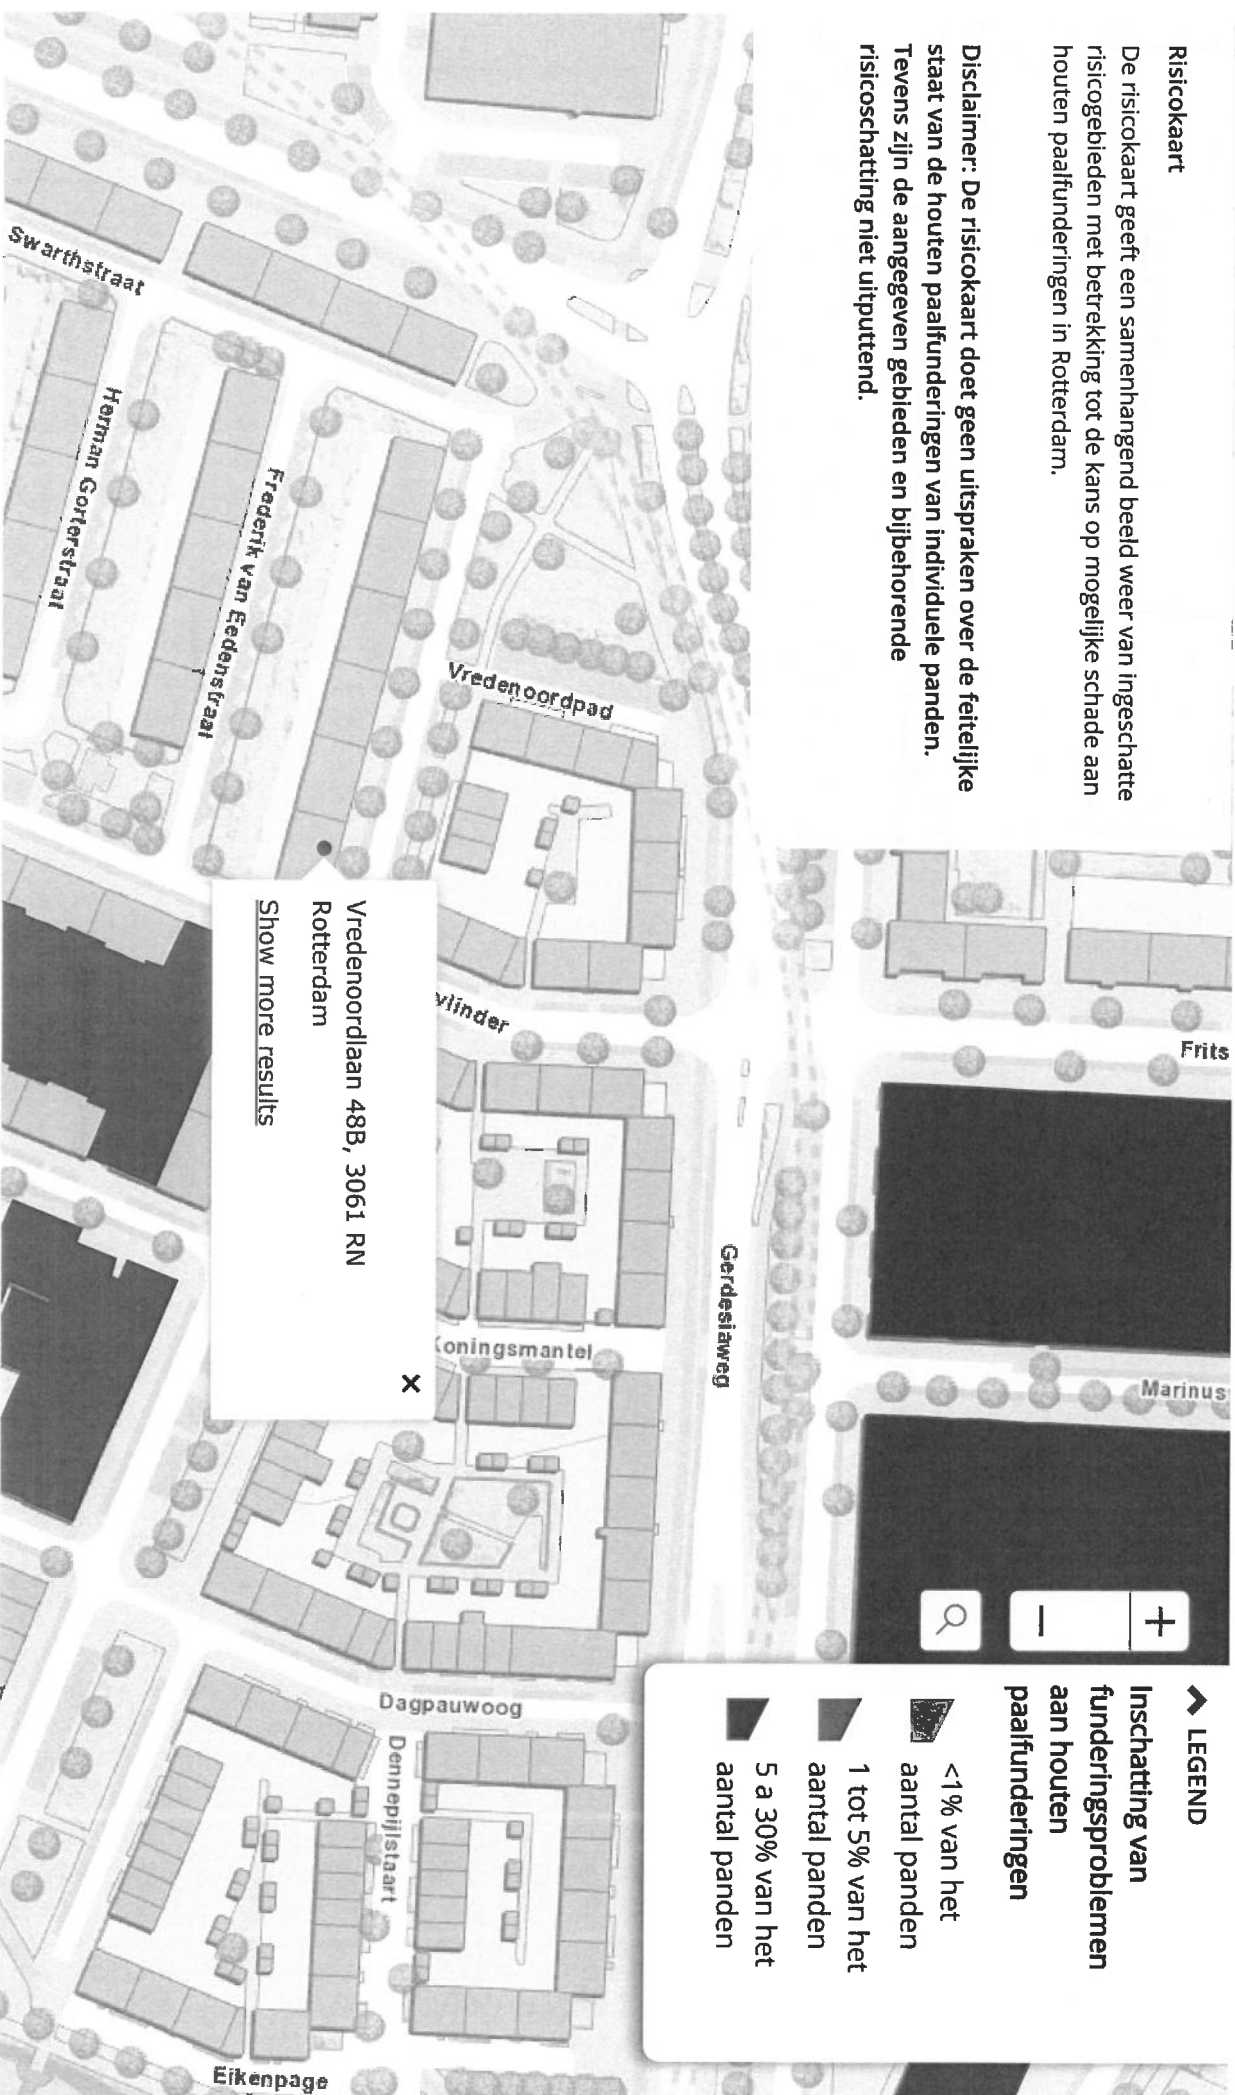 Risicokaart
De risicokaart geeft een samenhangend beeld weer van ingeschatte
risicogebieden met betrekking tot de kans op mogelijke schade aan
houten paalfunderingen in Rotterdam.
Disclaimer: De risicokaart doet geen uitspraken over de feitelijke
staat van de houten paalfunderingen van individuele panden.
Tevens zijn de aangegeven gebieden en bijbehorende
risicoschatting niet uitputtend.
LEGEND
Inschatting van
funderingsproblemen
aan houten
paalfunderingen
<1% van het
aantal panden
1 tot 5% van het
aantal panden
5 a 30% van het
aantal panden
+
−
Frits
Marinus
Gerdesiaweg
Vredenoordpad
vlinder
Koningsmantel
Dagpauwoog
Dennepijlstaart
Eikenpage
Swarthstraat
Herman Gorterstraat
Frederik van Eedenstraat
Vredenoordlaan 48B, 3061 RN
Rotterdam
Show more results
×